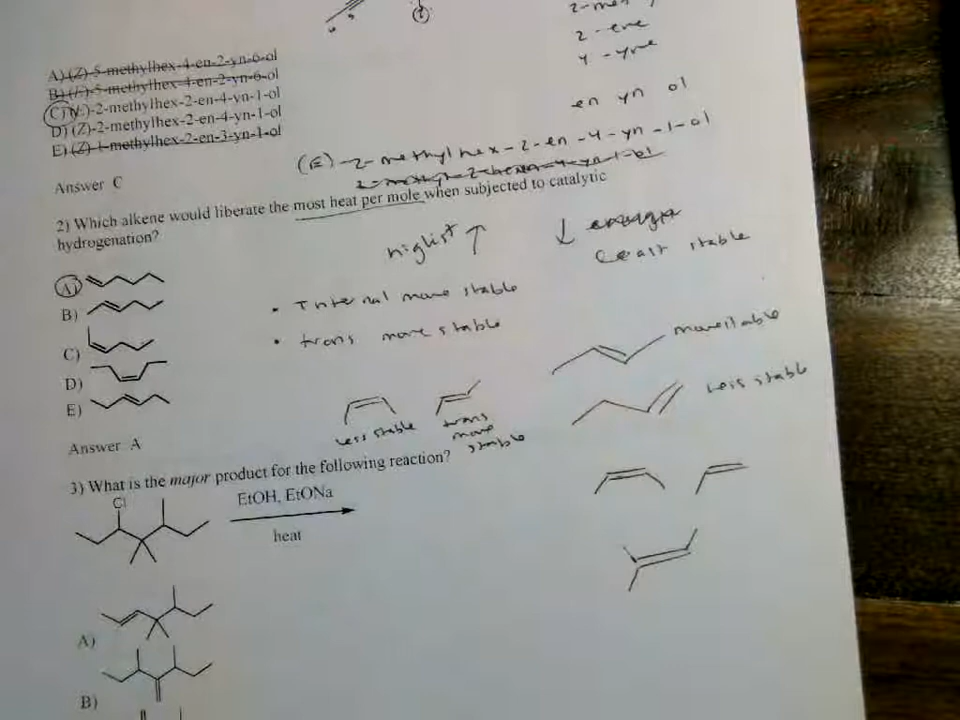 2-me
2-ene
4-yne
A) (Z)-5-methylhex-4-en-2-yn-6-ol
B) (E)-5-methylhex-4-en-2-yn-6-ol
C) )-2-methylhex-2-en-4-yn-1-ol
D) (Z)-2-methylhex-2-en-4-yn-1-ol
E) (Z)-1-methylhex-2-en-3-yn-1-ol
en yn ol
(E)-2-methylhex-2-en-4-yn-1-ol
Answer C
2) Which alkene would liberate the most heat per mole when subjected to catalytic
hydrogenation?
highest ↑ ↓
least stable
A)
B)
C)
D)
E)
• Internal more stable
• trans more stable
more stable
less stable
less stable
trans
more
stable
Answer A
3) What is the major product for the following reaction?
Cl
EtOH, EtONa
heat
A)
B)